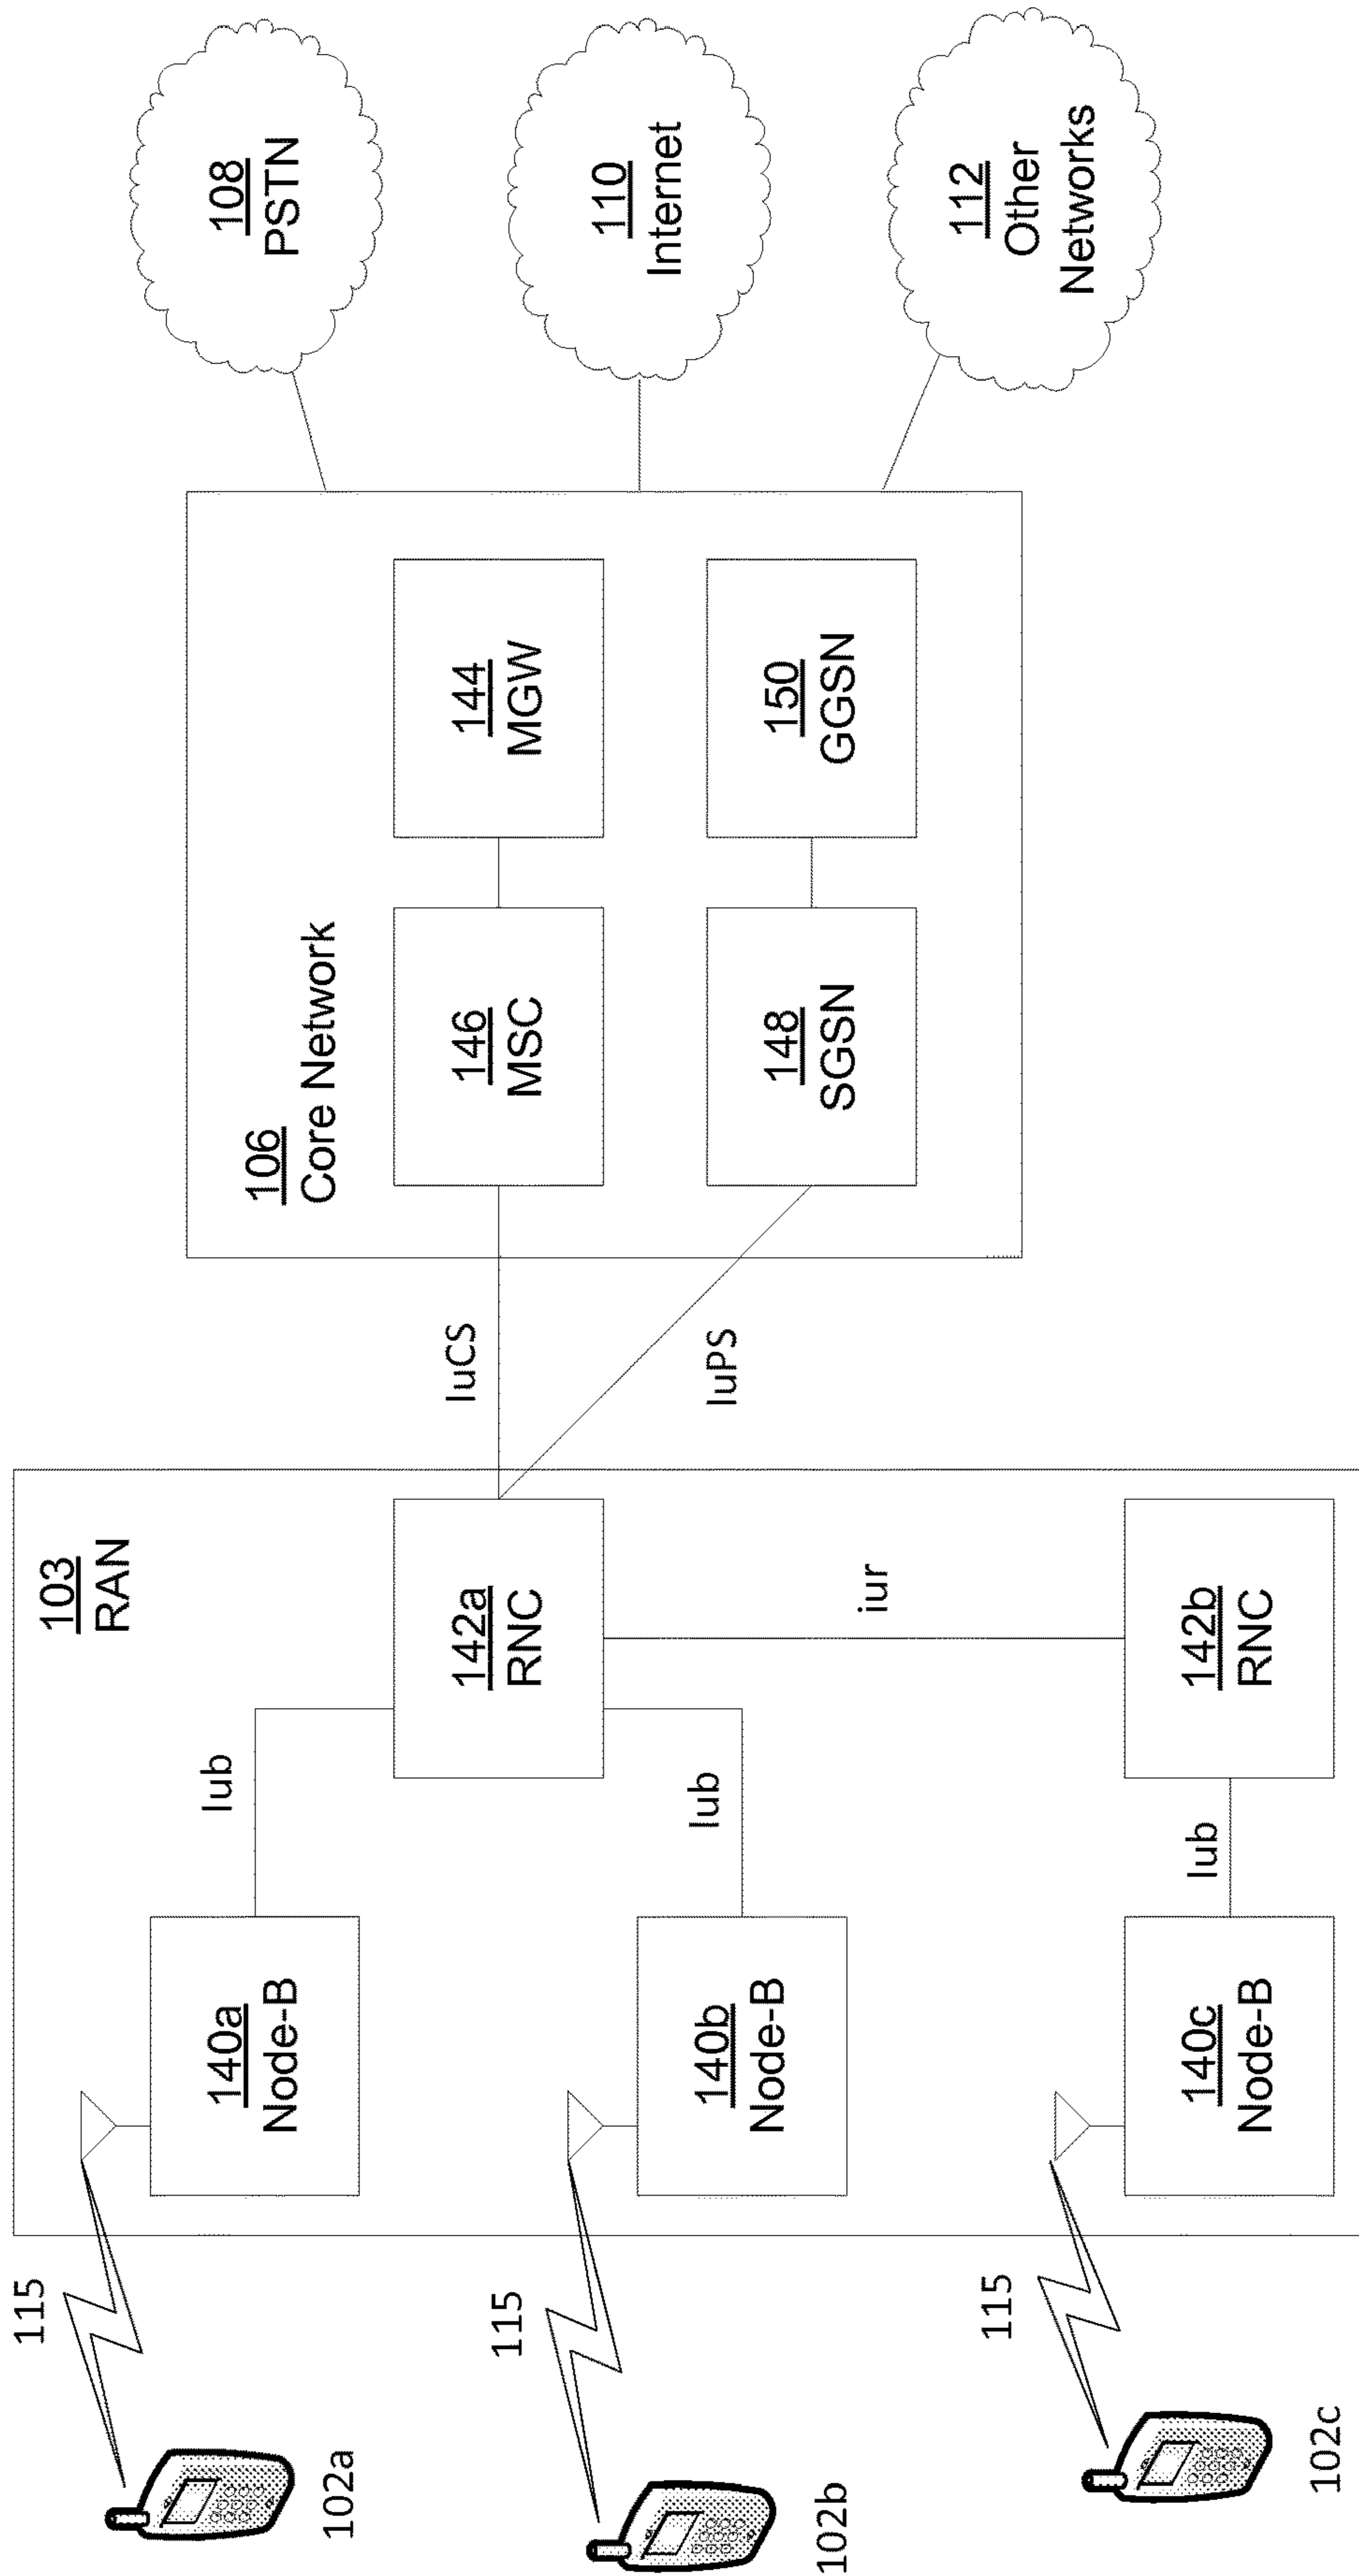 115
102a
115
102b
115
102c
103
RAN
140a
Node-B
140b
Node-B
140c
Node-B
Iub
Iub
Iub
142a
RNC
iur
142b
RNC
IuCS
IuPS
106
Core Network
146
MSC
144
MGW
148
SGSN
150
GGSN
108
PSTN
110
Internet
112
Other
Networks